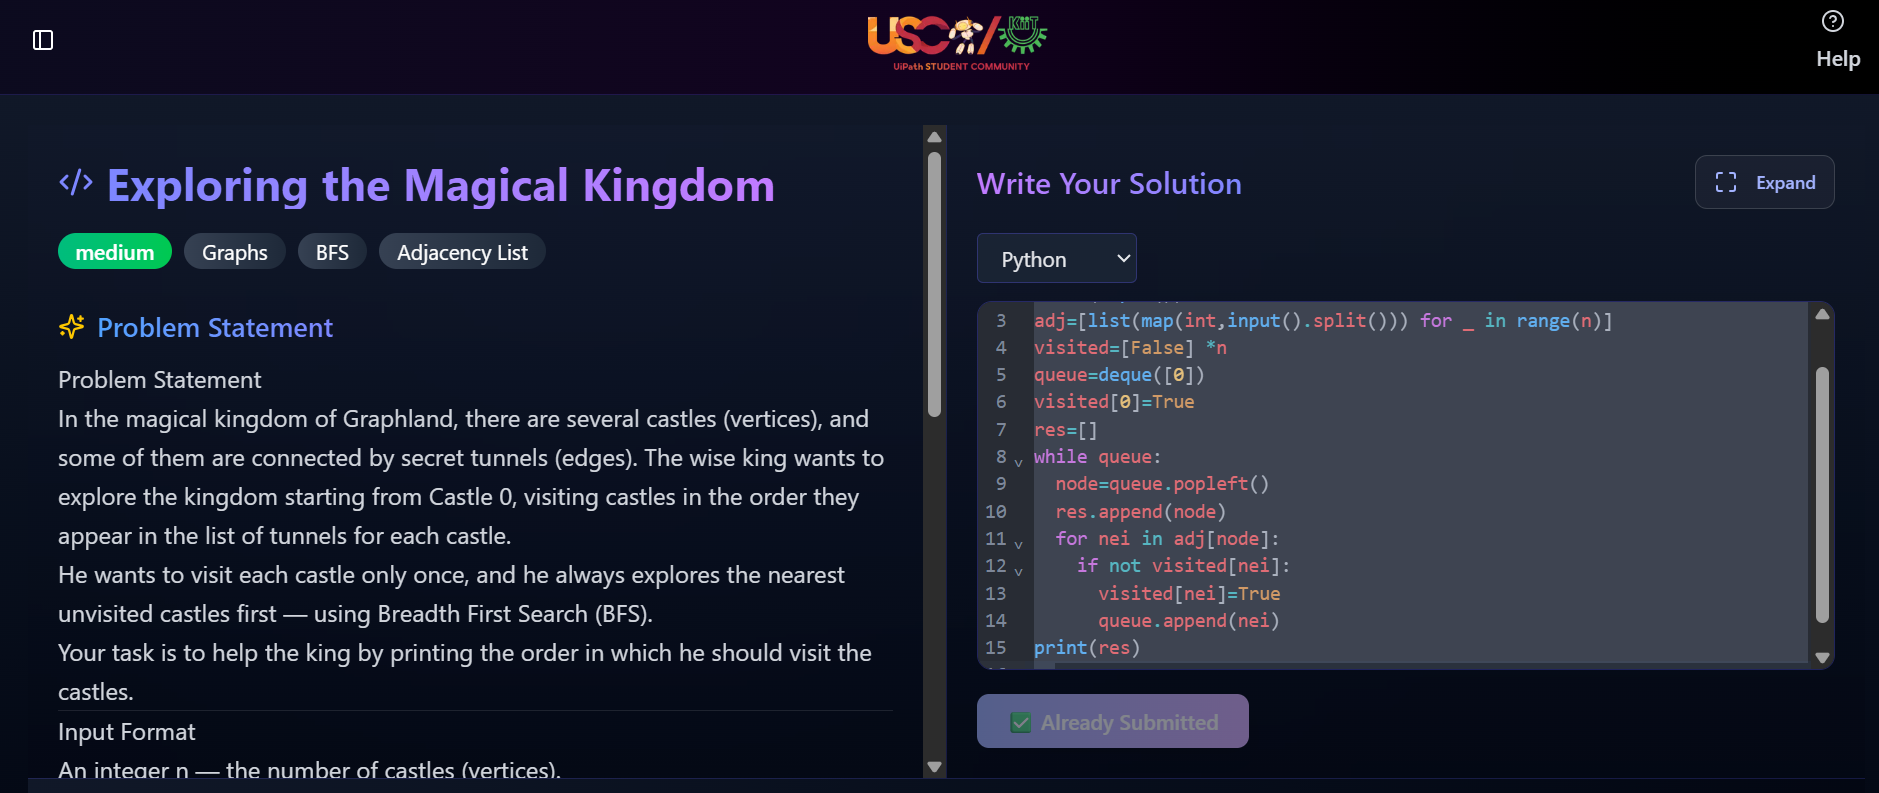 USC/KiiT
UiPath STUDENT COMMUNITY
Help
</> Exploring the Magical Kingdom
medium
Graphs
BFS
Adjacency List
Problem Statement
Problem Statement
In the magical kingdom of Graphland, there are several castles (vertices), and
some of them are connected by secret tunnels (edges). The wise king wants to
explore the kingdom starting from Castle 0, visiting castles in the order they
appear in the list of tunnels for each castle.
He wants to visit each castle only once, and he always explores the nearest
unvisited castles first — using Breadth First Search (BFS).
Your task is to help the king by printing the order in which he should visit the
castles.
Input Format
An integer n — the number of castles (vertices).
Write Your Solution
Expand
Python
3 adj=[list(map(int,input().split())) for _ in range(n)]
4 visited=[False] *n
5 queue=deque([0])
6 visited[0]=True
7 res=[]
8 while queue:
9 node=queue.popleft()
10 res.append(node)
11 for nei in adj[node]:
12 if not visited[nei]:
13 visited[nei]=True
14 queue.append(nei)
15 print(res)
Already Submitted